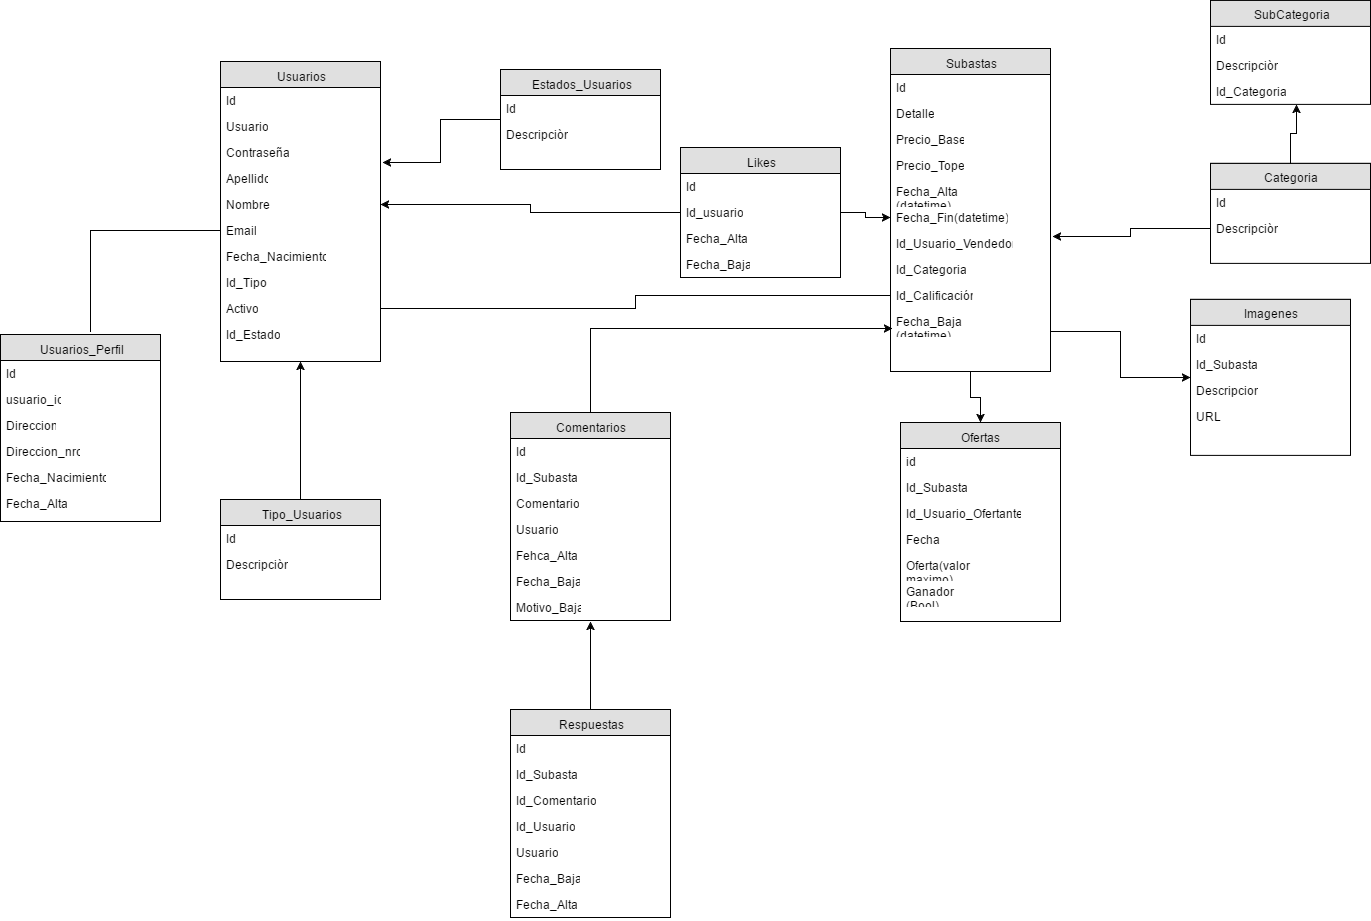 Usuarios
Id
Usuario
Contraseña
Apellido
Nombre
Email
Fecha_Nacimiento
Id_Tipo
Activo
Id_Estado
Estados_Usuarios
Id
Descripciòn
Likes
Id
Id_usuario
Fecha_Alta
Fecha_Baja
Subastas
Id
Detalle
Precio_Base
Precio_Tope
Fecha_Alta
(datetime)
Fecha_Fin(datetime)
Id_Usuario_Vendedor
Id_Categoria
Id_Calificación
Fecha_Baja
(datetime)
SubCategoria
Id
Descripciòn
Id_Categoria
Categoria
Id
Descripciòn
Imagenes
Id
Id_Subasta
Descripcion
URL
Usuarios_Perfil
Id
usuario_id
Direccion
Direccion_nro
Fecha_Nacimiento
Fecha_Alta
Tipo_Usuarios
Id
Descripciòn
Comentarios
Id
Id_Subasta
Comentario
Usuario
Fehca_Alta
Fecha_Baja
Motivo_Baja
Ofertas
id
Id_Subasta
Id_Usuario_Ofertante
Fecha
Oferta(valor
maximo)
Ganador
(Bool)
Respuestas
Id
Id_Subasta
Id_Comentario
Id_Usuario
Usuario
Fecha_Baja
Fecha_Alta